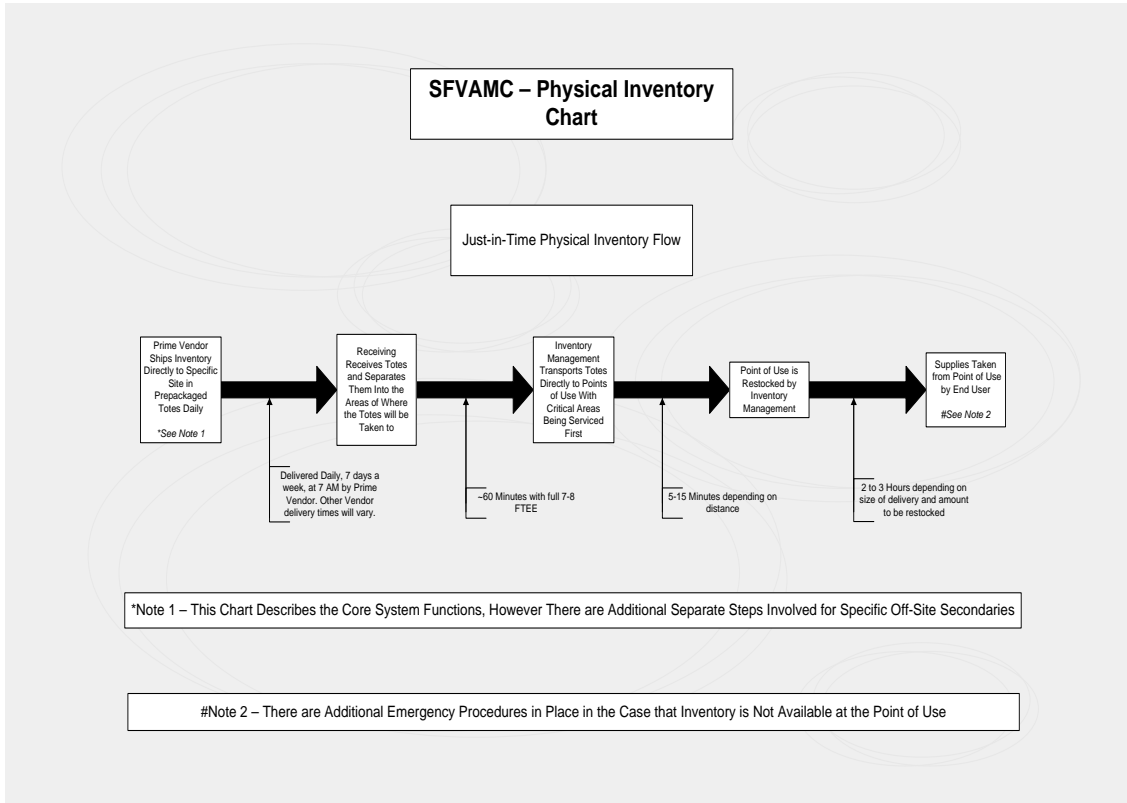 SFVAMC – Physical Inventory
Chart
Just-in-Time Physical Inventory Flow
Prime Vendor
Ships Inventory
Directly to Specific
Site in
Prepackaged
Totes Daily
*See Note 1
Receiving
Receives Totes
and Separates
Them Into the
Areas of Where
the Totes will be
Taken to
Inventory
Management
Transports Totes
Directly to Points
of Use With
Critical Areas
Being Serviced
First
Point of Use is
Restocked by
Inventory
Management
Supplies Taken
from Point of Use
by End User
#See Note 2
Delivered Daily, 7 days a
week, at 7 AM by Prime
Vendor. Other Vendor
delivery times will vary.
~60 Minutes with full 7-8
FTEE
5-15 Minutes depending on
distance
2 to 3 Hours depending on
size of delivery and amount
to be restocked
*Note 1 – This Chart Describes the Core System Functions, However There are Additional Separate Steps Involved for Specific Off-Site Secondaries
#Note 2 – There are Additional Emergency Procedures in Place in the Case that Inventory is Not Available at the Point of Use